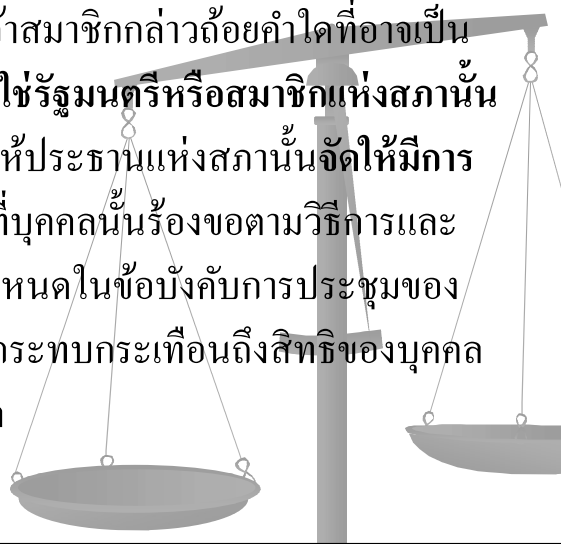 ้าสมาชิกกล่าวถ้อยคำใดที่อาจเป็น
ใช่รัฐมนตรีหรือสมาชิกแห่งสภานั้น
ห้ประธานแห่งสภานั้นจัดให้มีการ
ที่บุคคลนั้นร้องขอตามวิธีการและ
หนดในข้อบังคับการประชุมของ
กระทบกระเทือนถึงสิทธิของบุคคล